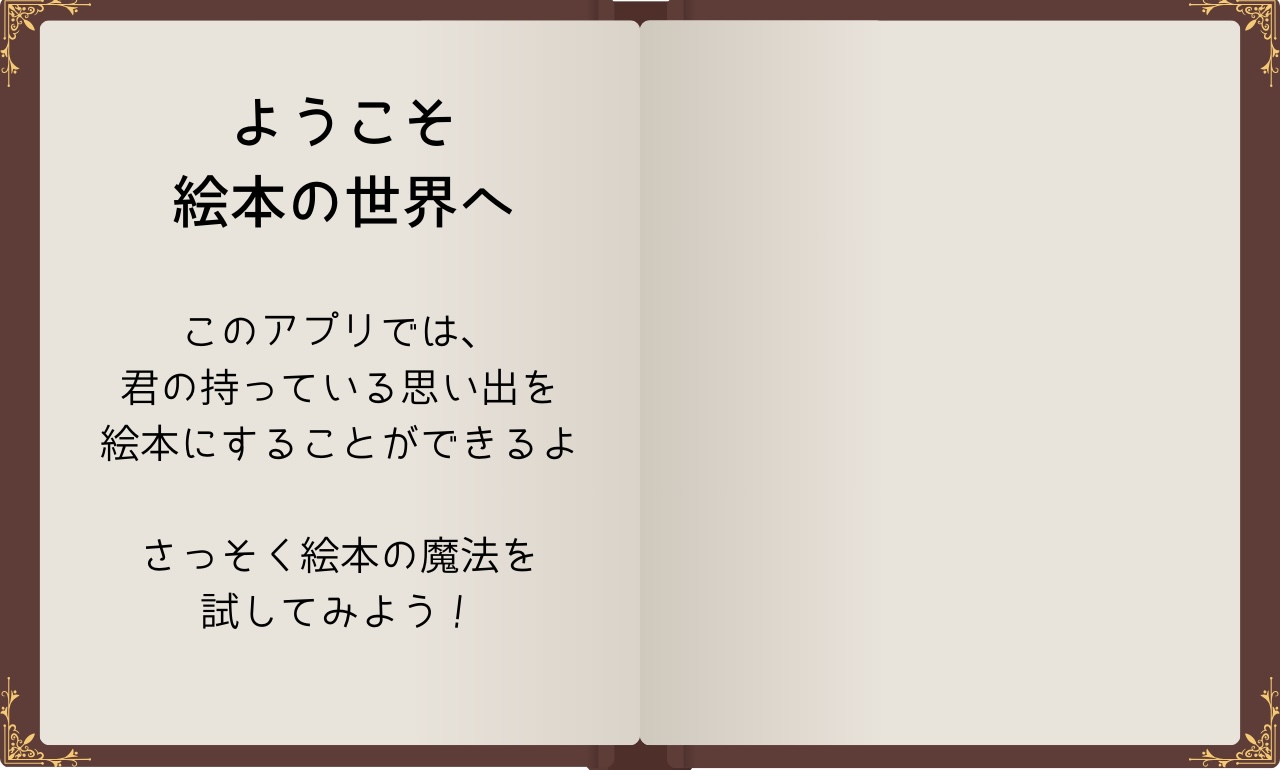 ようこそ
絵本の世界へ
このアプリでは、
君の持っている思い出を
絵本にすることができるよ
さっそく絵本の魔法を
試してみよう！